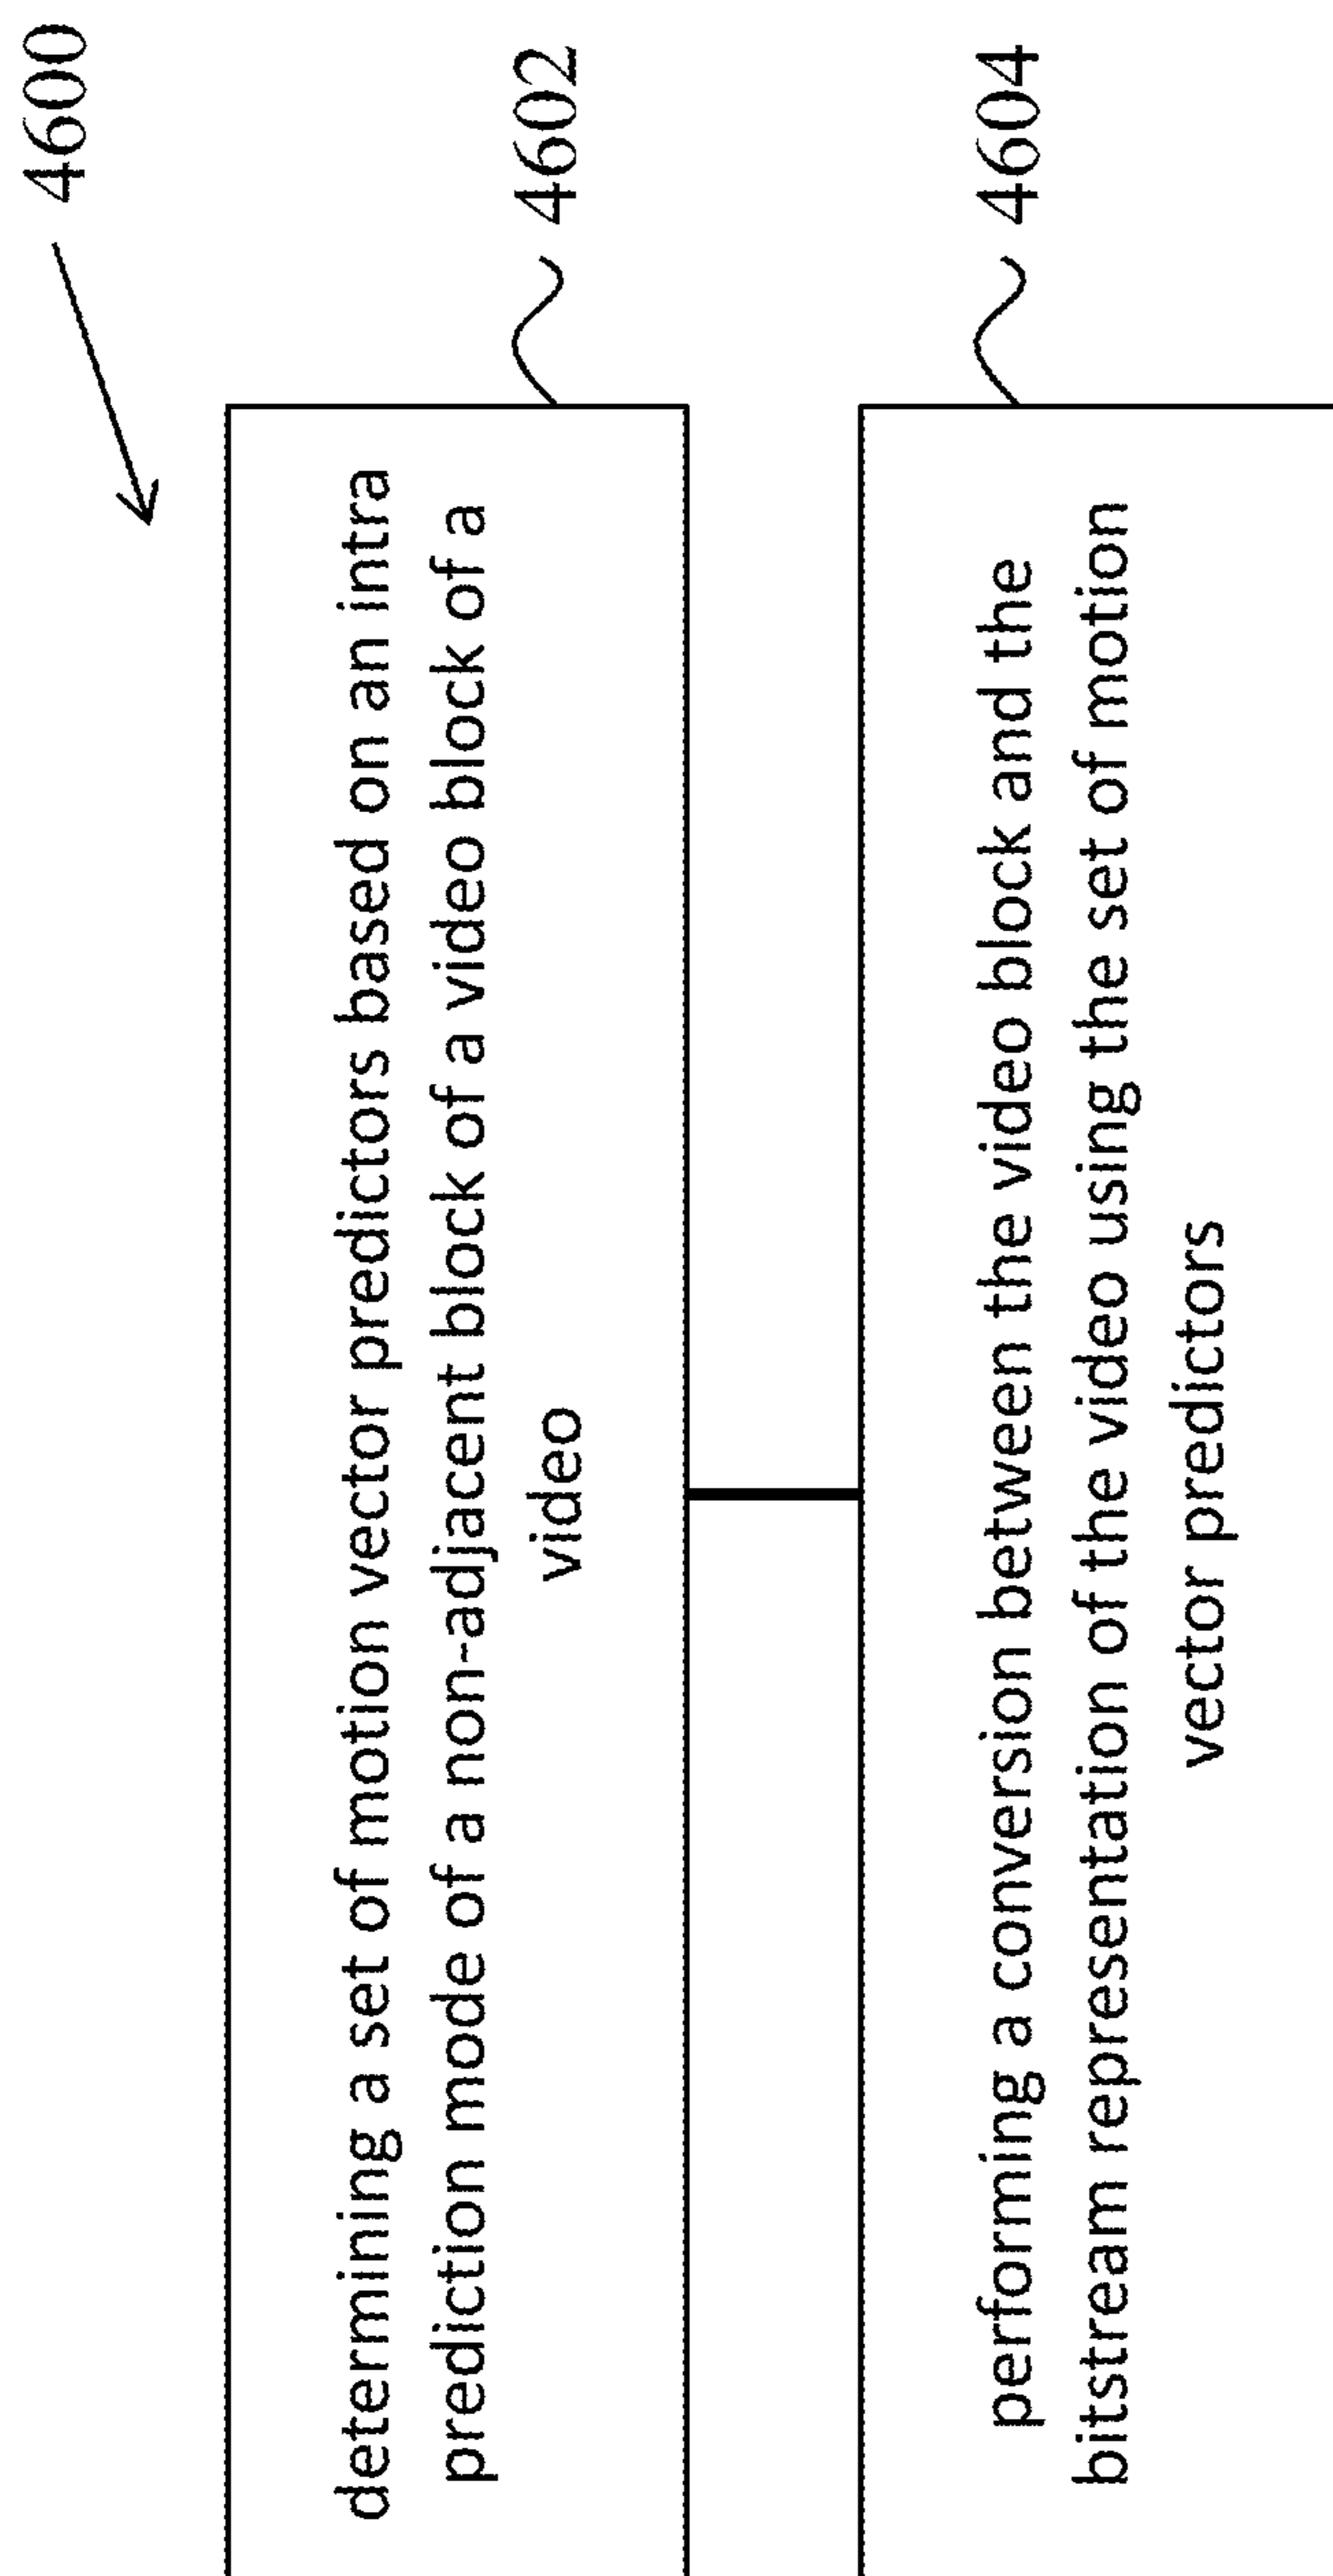 4600
determining a set of motion vector predictors based on an intra
prediction mode of a non-adjacent block of a video block of a
video
4602
performing a conversion between the video block and the
bitstream representation of the video using the set of motion
vector predictors
4604